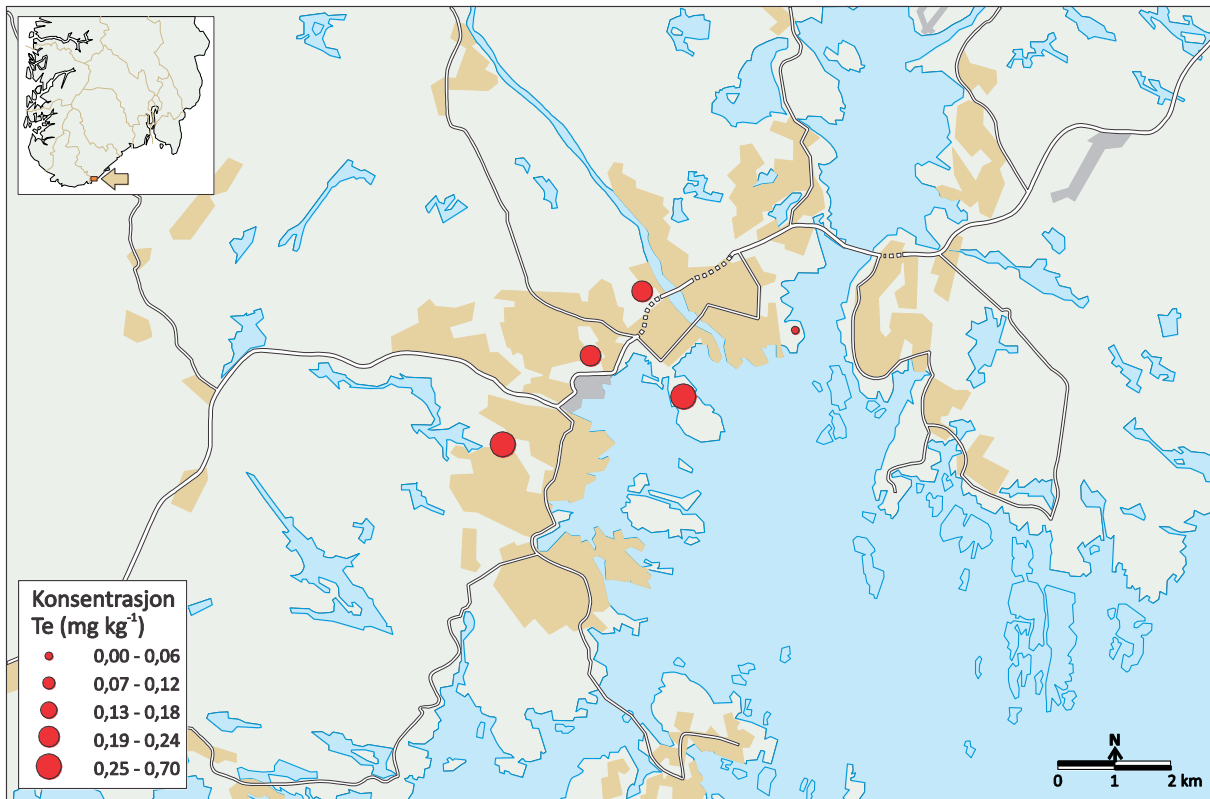 Konsentrasjon
Te (mg kg⁻¹)
0,00 - 0,06
0,07 - 0,12
0,13 - 0,18
0,19 - 0,24
0,25 - 0,70
N
0 1 2 km